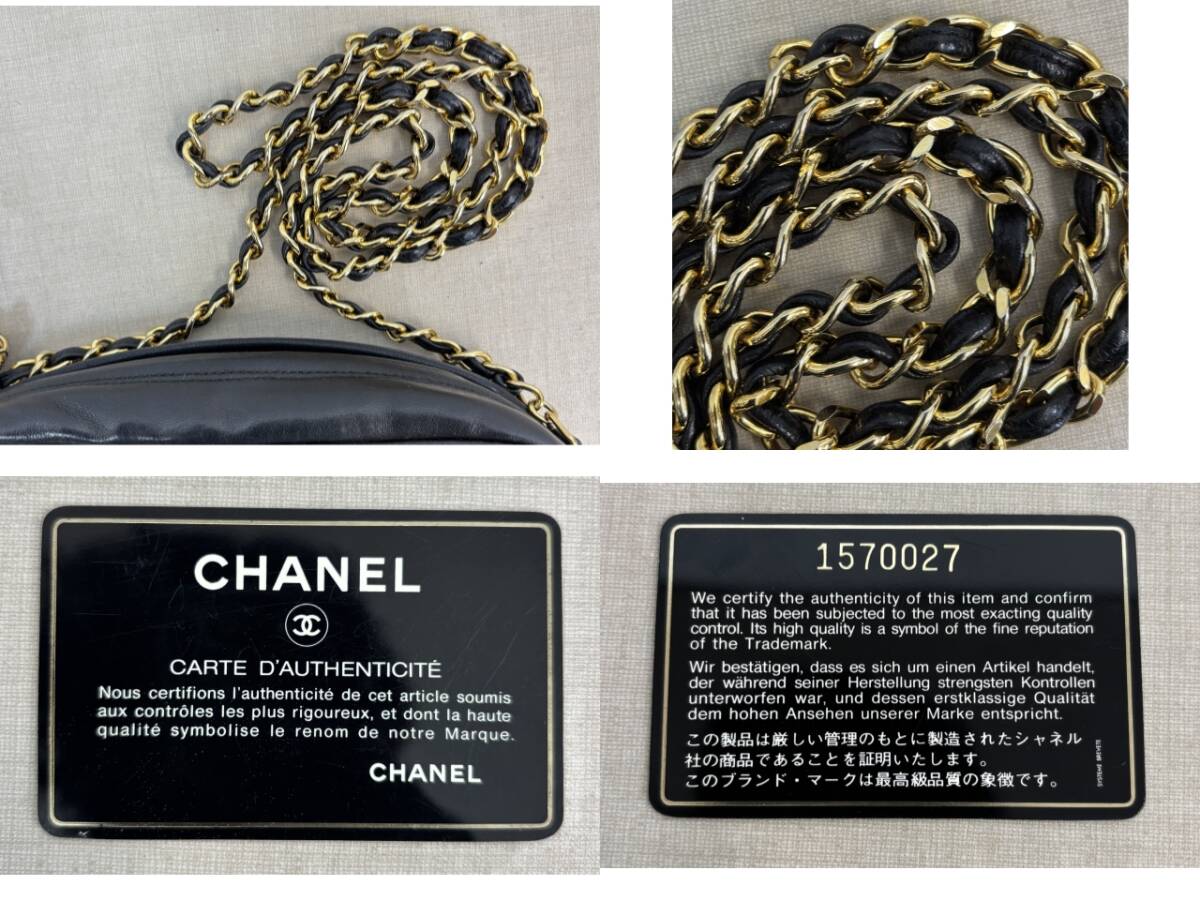 CHANEL
CARTE D'AUTHENTICITÉ
Nous certifions l'authenticité de cet article soumis
aux contrôles les plus rigoureux, et dont la haute
qualité symbolise le renom de notre Marque.
CHANEL
1570027
We certify the authenticity of this item and confirm
that it has been subjected to the most exacting quality
control. Its high quality is a symbol of the fine reputation
of the Trademark.
Wir bestätigen, dass es sich um einen Artikel handelt,
der während seiner Herstellung strengsten Kontrollen
unterworfen war, und dessen erstklassige Qualität
dem hohen Ansehen unserer Marke entspricht.
この製品は厳しい管理のもとに製造されたシャネル
社の商品であることを証明いたします。
このブランド・マークは最高級品質の象徴です。